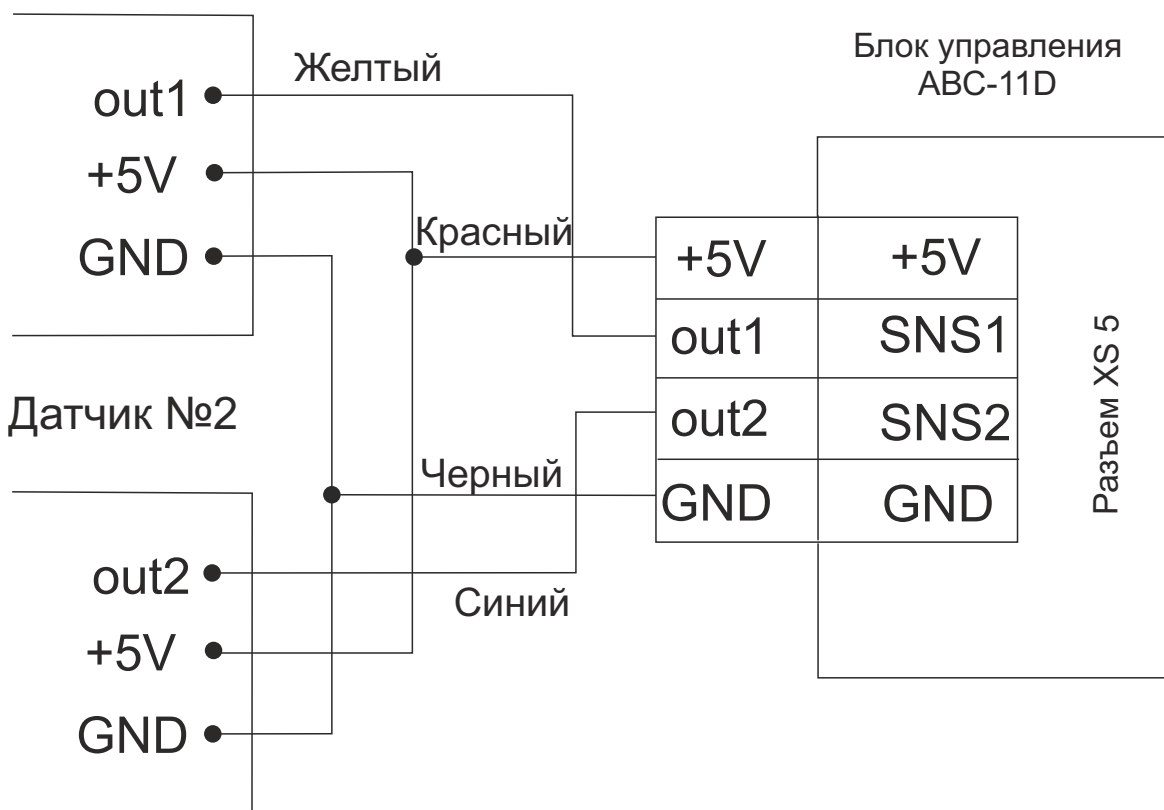 Желтый
Блок управления
АВС-11D
out1
+5V
GND
Красный
+5V
+5V
out1
SNS1
out2
SNS2
GND
GND
Разъем XS 5
Датчик №2
Черный
out2
+5V
GND
Синий